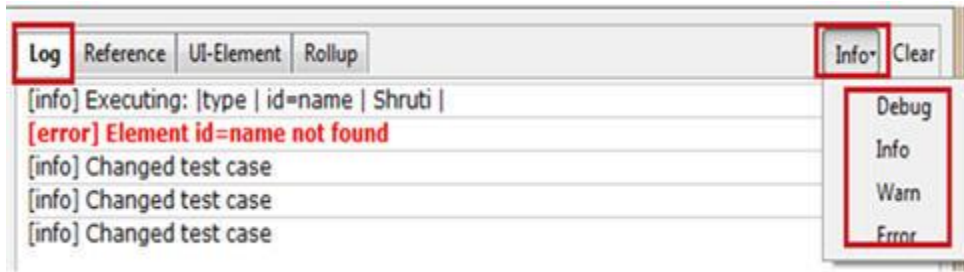 Log Reference UI-Element Rollup Info Clear
[info] Executing: |type | id=name | Shruti |
[error] Element id=name not found
[info] Changed test case
[info] Changed test case
[info] Changed test case
Debug
Info
Warn
Error